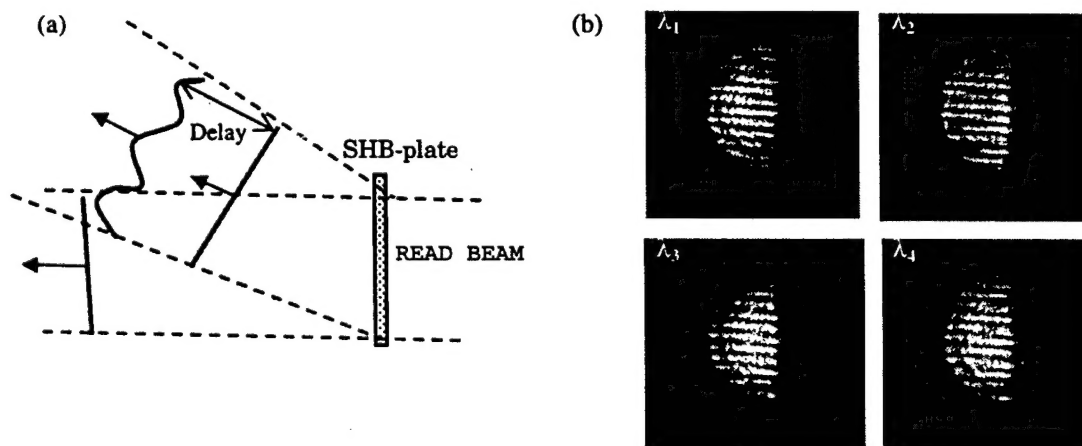 (a)
Delay
SHB-plate
READ BEAM
(b)
λ1
λ2
λ3
λ4